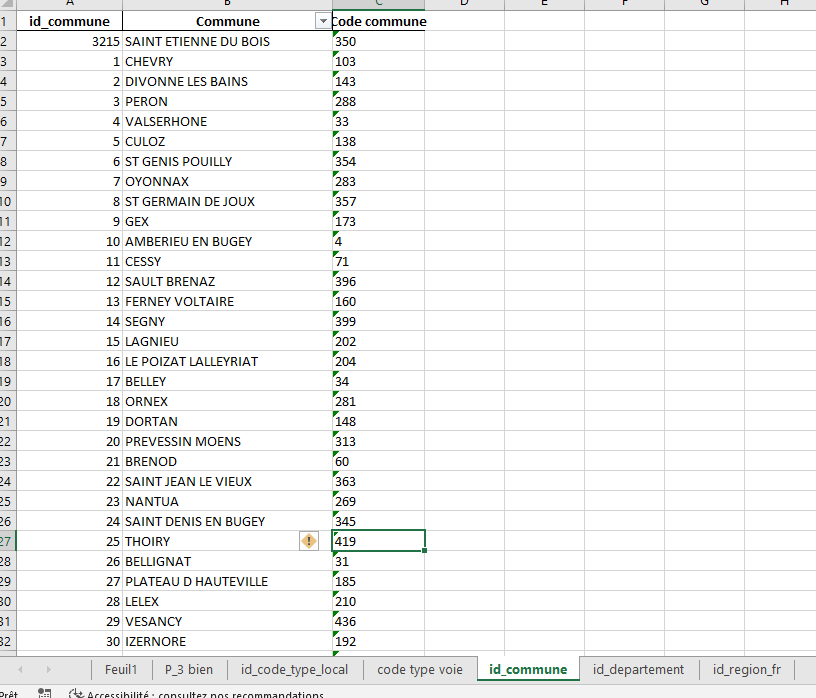 A B C D E F G H
1 id_commune Commune Code commune
2 3215 SAINT ETIENNE DU BOIS 350
3 1 CHEVRY 103
4 2 DIVONNE LES BAINS 143
5 3 PERON 288
6 4 VALSERHONE 33
7 5 CULOZ 138
8 6 ST GENIS POUILLY 354
9 7 OYONNAX 283
10 8 ST GERMAIN DE JOUX 357
11 9 GEX 173
12 10 AMBERIEU EN BUGEY 4
13 11 CESSY 71
14 12 SAULT BRENAZ 396
15 13 FERNEY VOLTAIRE 160
16 14 SEGNY 399
17 15 LAGNIEU 202
18 16 LE POIZAT LALLEYRIAT 204
19 17 BELLEY 34
20 18 ORNEX 281
21 19 DORTAN 148
22 20 PREVESSIN MOENS 313
23 21 BRENOD 60
24 22 SAINT JEAN LE VIEUX 363
25 23 NANTUA 269
26 24 SAINT DENIS EN BUGEY 345
27 25 THOIRY ! 419
28 26 BELLIGNAT 31
29 27 PLATEAU D HAUTEVILLE 185
30 28 LELEX 210
31 29 VESANCY 436
32 30 IZERNORE 192
Feuil1 P_3 bien id_code_type_local code type voie id_commune id_departement id_region_fr
Prêt Accessibilité : consultez nos recommandations